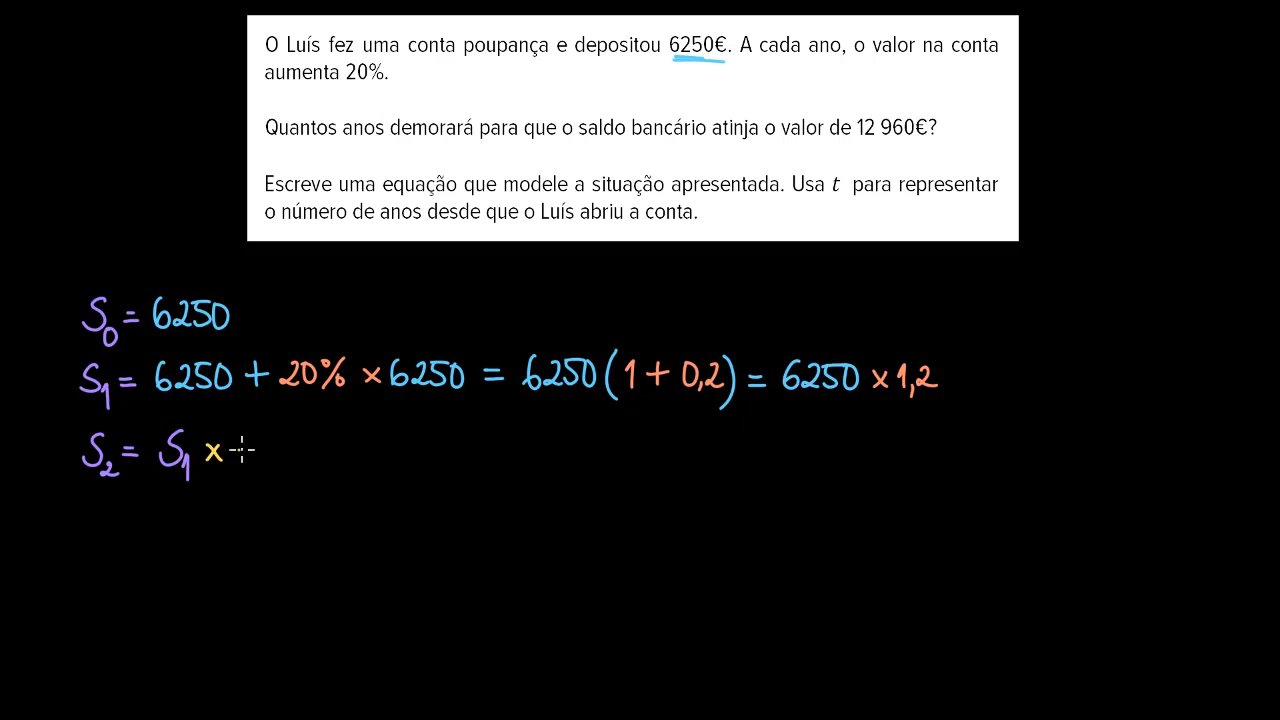 O Luís fez uma conta poupança e depositou 6250€. A cada ano, o valor na conta
aumenta 20%.
Quantos anos demorará para que o saldo bancário atinja o valor de 12 960€?
Escreve uma equação que modele a situação apresentada. Usa t para representar
o número de anos desde que o Luís abriu a conta.
S₀ = 6250
S₁ = 6250 + 20% × 6250 = 6250 (1 + 0,2) = 6250 × 1,2
S₂ = S₁ ×